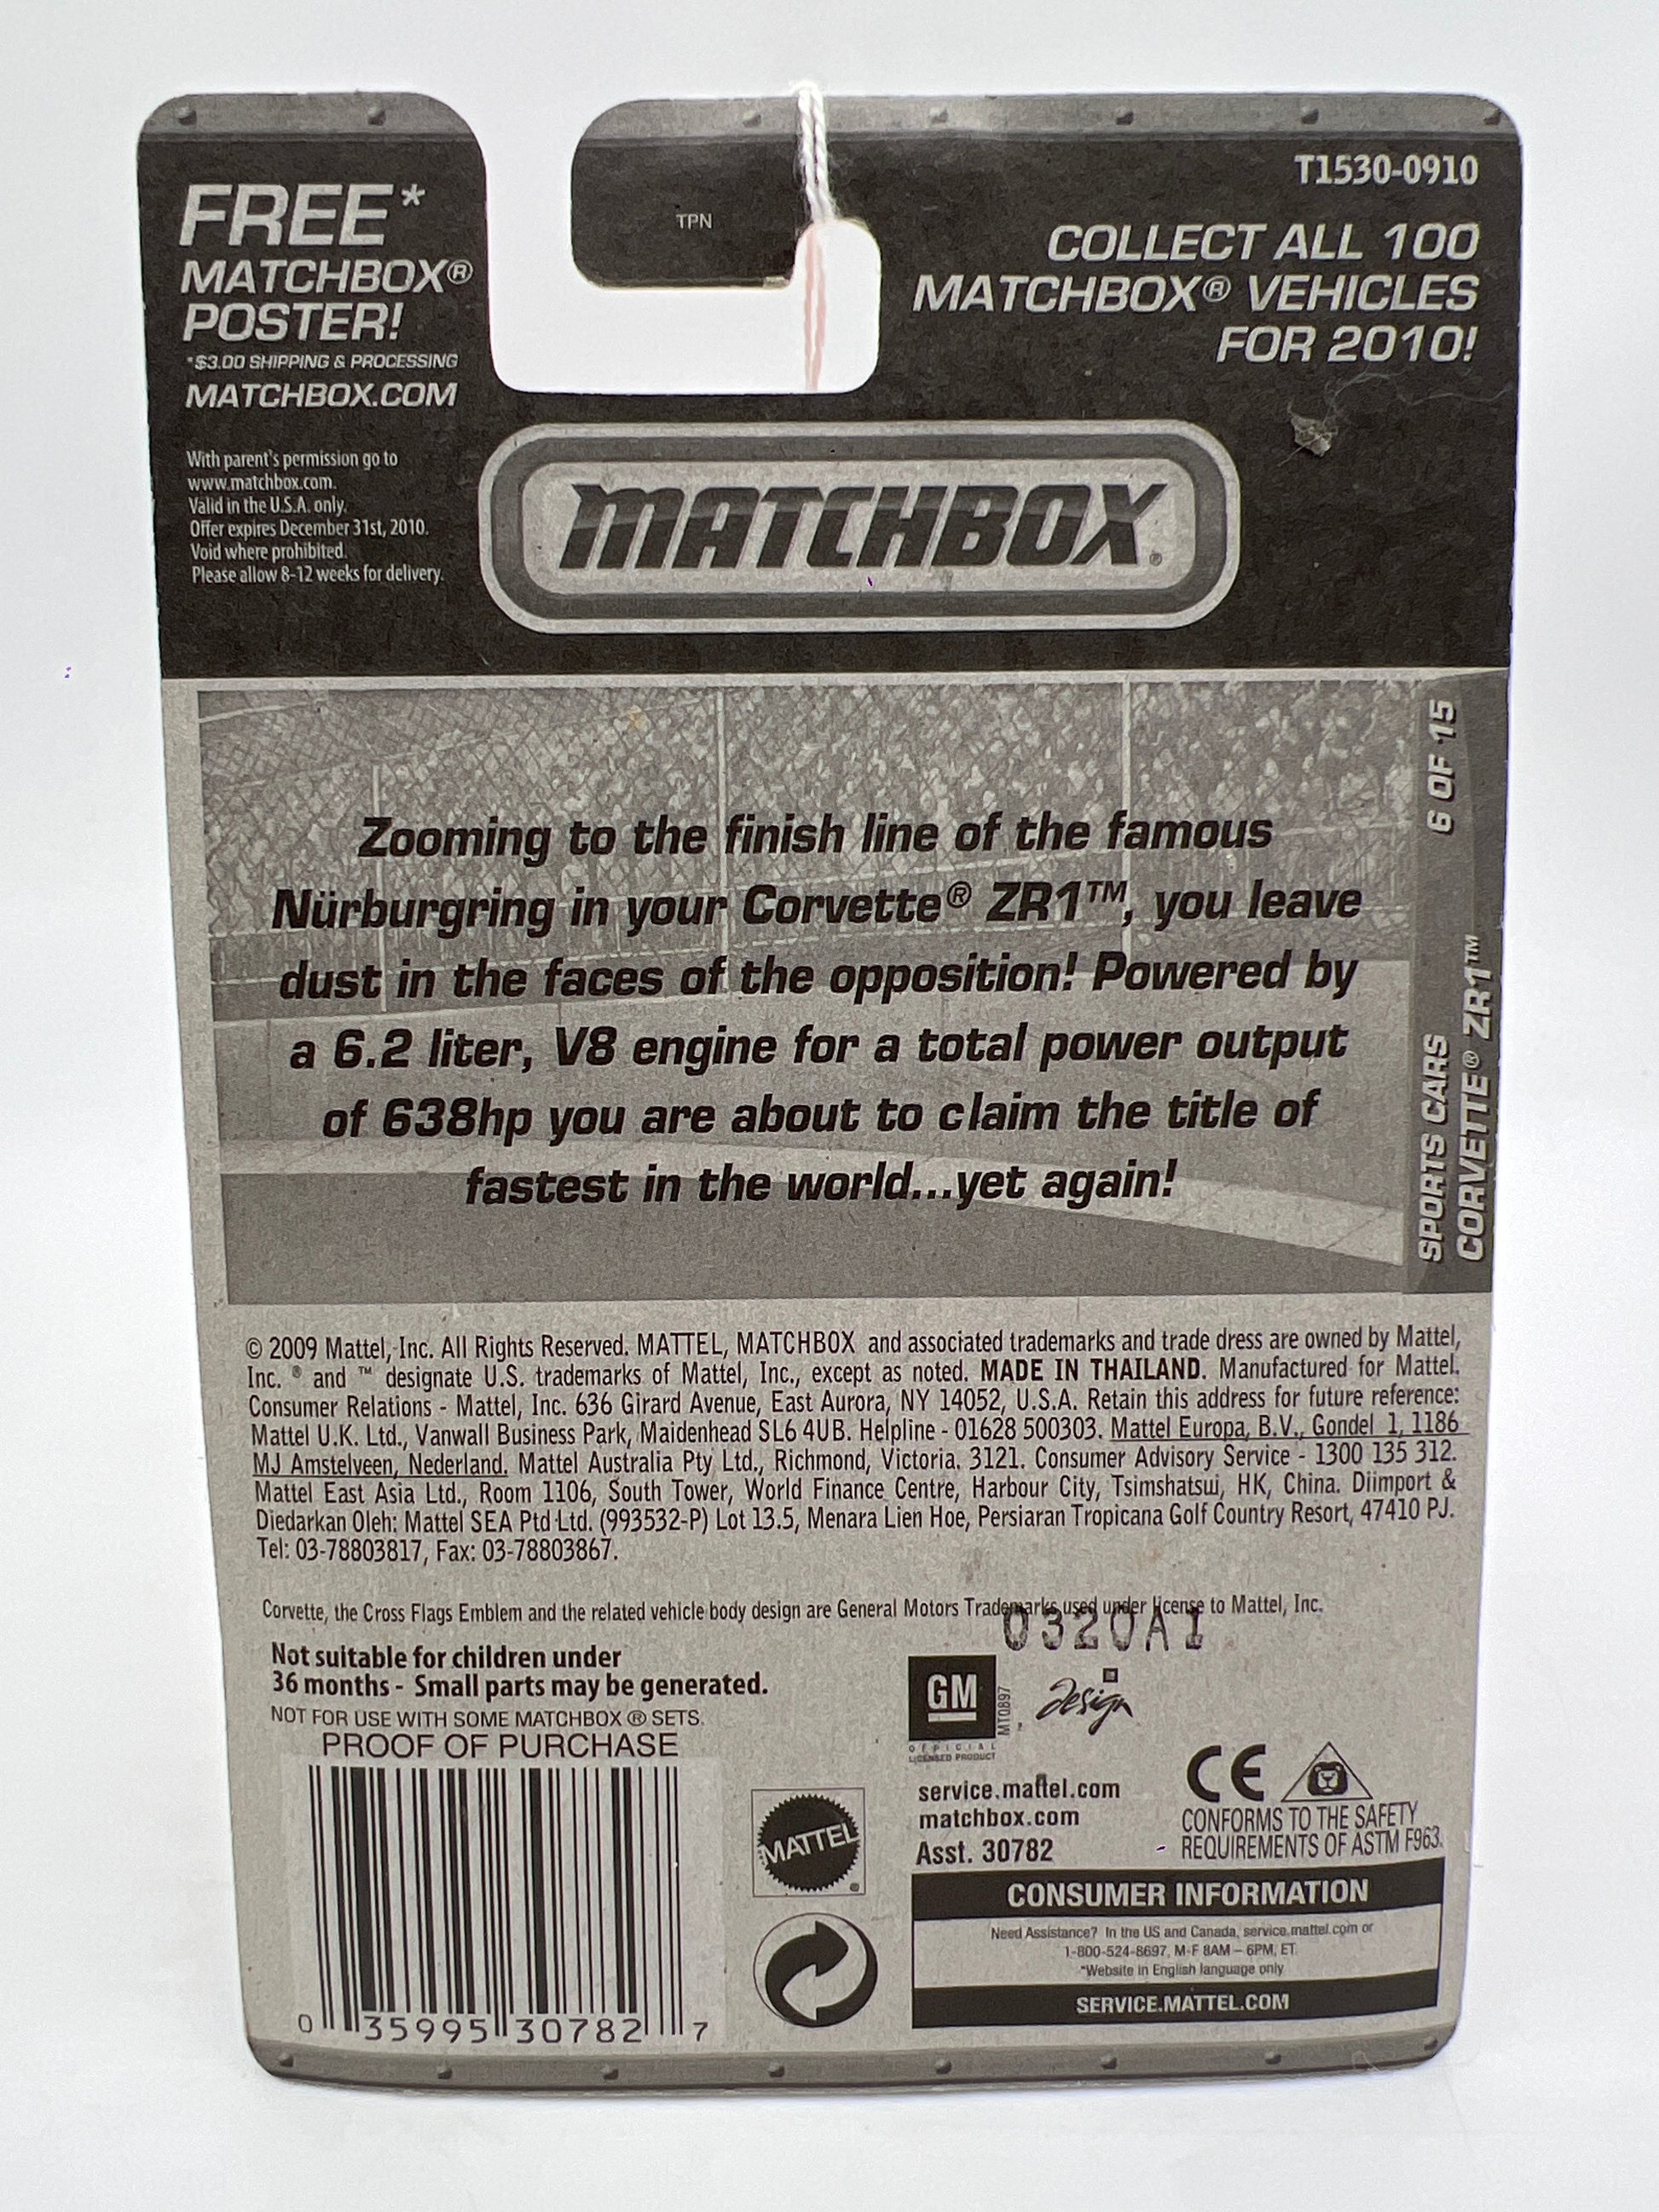 FREE*
MATCHBOX®
POSTER!
*$3.00 SHIPPING & PROCESSING
MATCHBOX.COM
With parent's permission go to
www.matchbox.com.
Valid in the U.S.A. only.
Offer expires December 31st, 2010.
Void where prohibited.
Please allow 8-12 weeks for delivery.
TPN
T1530-0910
COLLECT ALL 100
MATCHBOX® VEHICLES
FOR 2010!
MATCHBOX®
6 OF 15
SPORTS CARS
CORVETTE® ZR1™
Zooming to the finish line of the famous
Nürburgring in your Corvette® ZR1™, you leave
dust in the faces of the opposition! Powered by
a 6.2 liter, V8 engine for a total power output
of 638hp you are about to claim the title of
fastest in the world...yet again!
© 2009 Mattel, Inc. All Rights Reserved. MATTEL, MATCHBOX and associated trademarks and trade dress are owned by Mattel,
Inc. ® and ™ designate U.S. trademarks of Mattel, Inc., except as noted. MADE IN THAILAND. Manufactured for Mattel.
Consumer Relations - Mattel, Inc. 636 Girard Avenue, East Aurora, NY 14052, U.S.A. Retain this address for future reference:
Mattel U.K. Ltd., Vanwall Business Park, Maidenhead SL6 4UB. Helpline - 01628 500303. Mattel Europa, B.V., Gondel 1, 1186
MJ Amstelveen, Nederland. Mattel Australia Pty Ltd., Richmond, Victoria. 3121. Consumer Advisory Service - 1300 135 312.
Mattel East Asia Ltd., Room 1106, South Tower, World Finance Centre, Harbour City, Tsimshatsui, HK, China. Diimport &
Diedarkan Oleh: Mattel SEA Ptd Ltd. (993532-P) Lot 13.5, Menara Lien Hoe, Persiaran Tropicana Golf Country Resort, 47410 PJ.
Tel: 03-78803817, Fax: 03-78803867.
Corvette, the Cross Flags Emblem and the related vehicle body design are General Motors Trademarks used under license to Mattel, Inc.
0320A1
Not suitable for children under
36 months - Small parts may be generated.
NOT FOR USE WITH SOME MATCHBOX ® SETS.
PROOF OF PURCHASE
0 35995 30782 7
MATTEL®
GM
OFFICIAL
LICENSED PRODUCT
MT0897
Design
service.mattel.com
matchbox.com
Asst. 30782
CE
CONFORMS TO THE SAFETY
REQUIREMENTS OF ASTM F963.
CONSUMER INFORMATION
Need Assistance? In the US and Canada, service.mattel.com or
1-800-524-8697, M-F 8AM – 6PM, ET.
*Website in English language only
SERVICE.MATTEL.COM